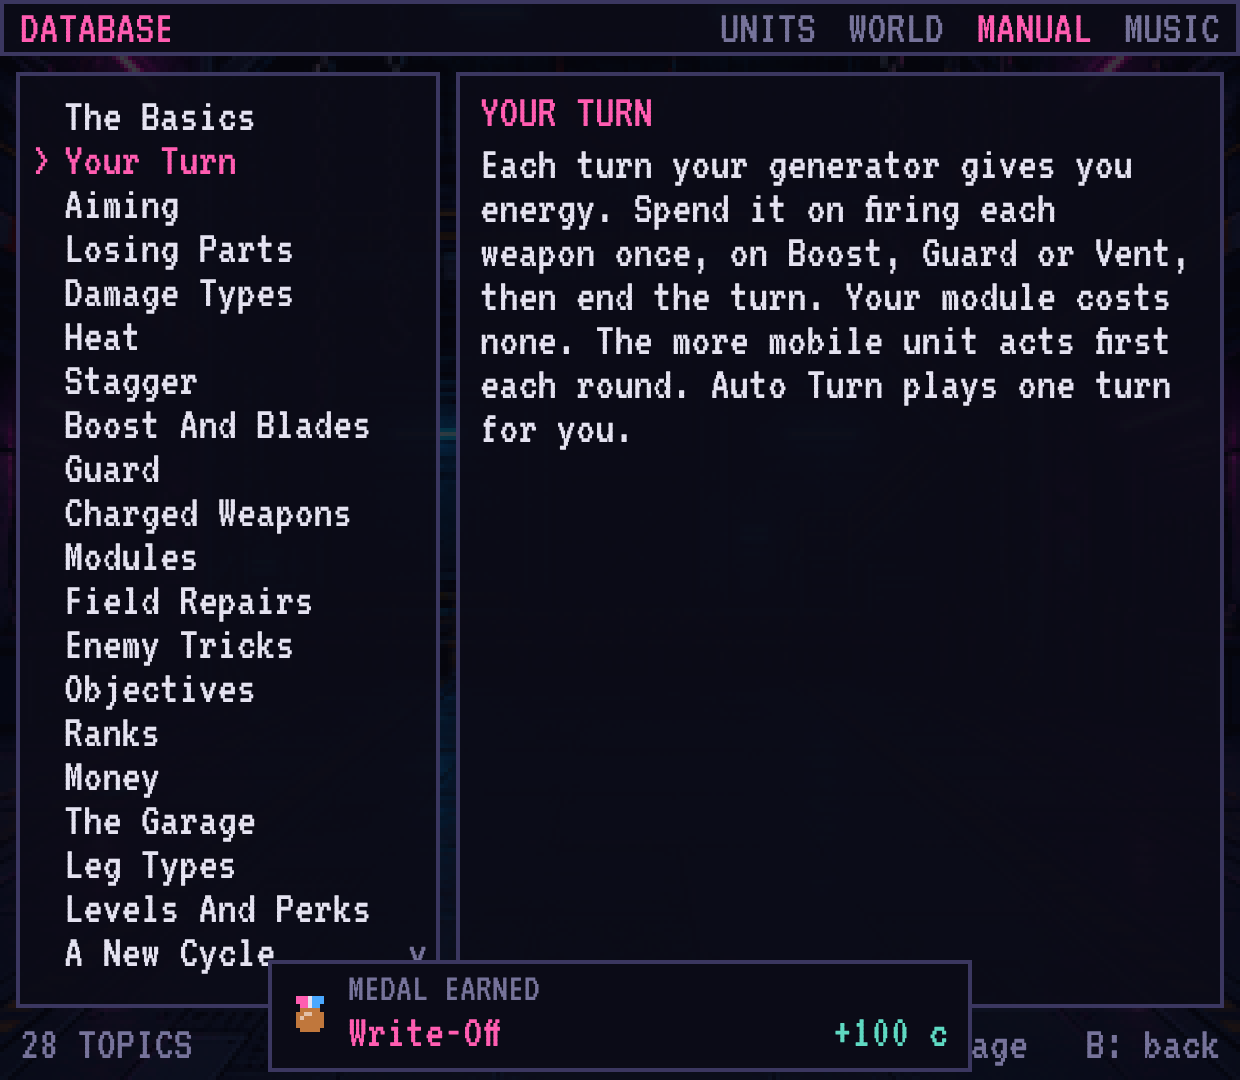 DATABASE UNITS WORLD MANUAL MUSIC
The Basics
> Your Turn
Aiming
Losing Parts
Damage Types
Heat
Stagger
Boost And Blades
Guard
Charged Weapons
Modules
Field Repairs
Enemy Tricks
Objectives
Ranks
Money
The Garage
Leg Types
Levels And Perks
A New Cycle v
YOUR TURN
Each turn your generator gives you
energy. Spend it on firing each
weapon once, on Boost, Guard or Vent,
then end the turn. Your module costs
none. The more mobile unit acts first
each round. Auto Turn plays one turn
for you.
MEDAL EARNED
Write-Off +100 c
28 TOPICS B: back